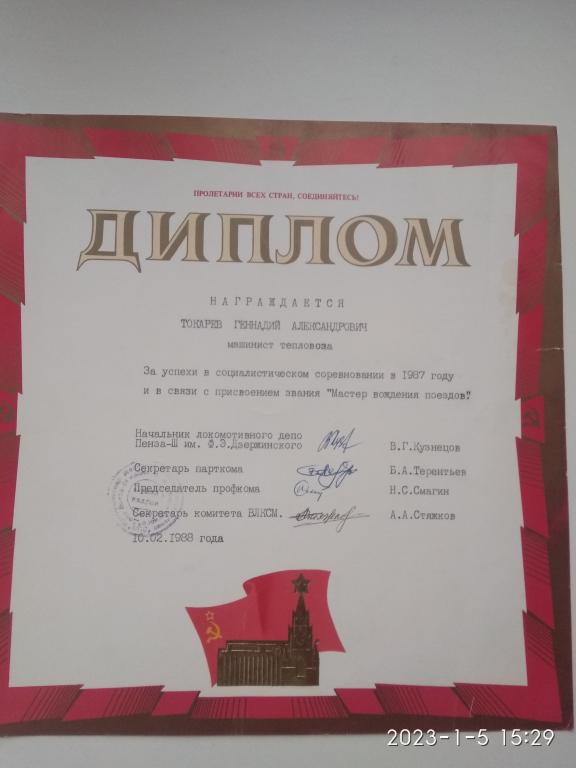 ПРОЛЕТАРИИ ВСЕХ СТРАН, СОЕДИНЯЙТЕСЬ!
ДИПЛОМ
НАГРАЖДАЕТСЯ
ТОКАРЕВ ГЕННАДИЙ АЛЕКСАНДРОВИЧ
машинист тепловоза
За успехи в социалистическом соревновании в 1987 году
и в связи с присвоением звания "Мастер вождения поездов".
Начальник локомотивного депо
Пенза-Ш им. Ф.Э.Дзержинского В.Г.Кузнецов
Секретарь парткома Б.А.Терентьев
Председатель профкома Н.С.Смагин
Секретарь комитета ВЛКСМ. А.А.Стяжков
10.02.1988 года
2023-1-5 15:29